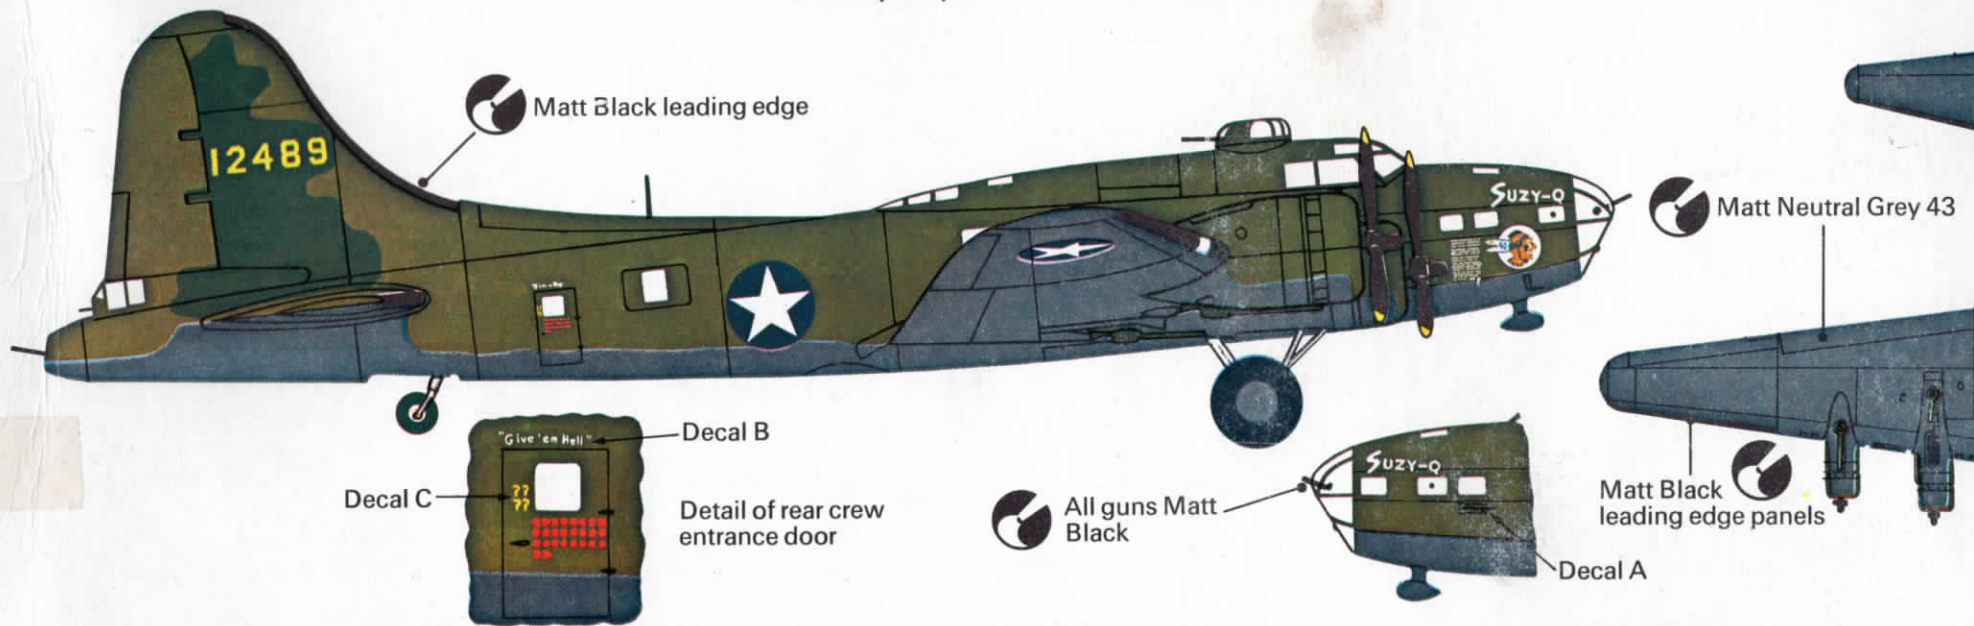 Matt Black leading edge
12489
SUZY-Q
Matt Neutral Grey 43
"Give 'em Hell"
Decal B
Decal C
??
??
Detail of rear crew
entrance door
SUZY-Q
All guns Matt
Black
Decal A
Matt Black
leading edge panels